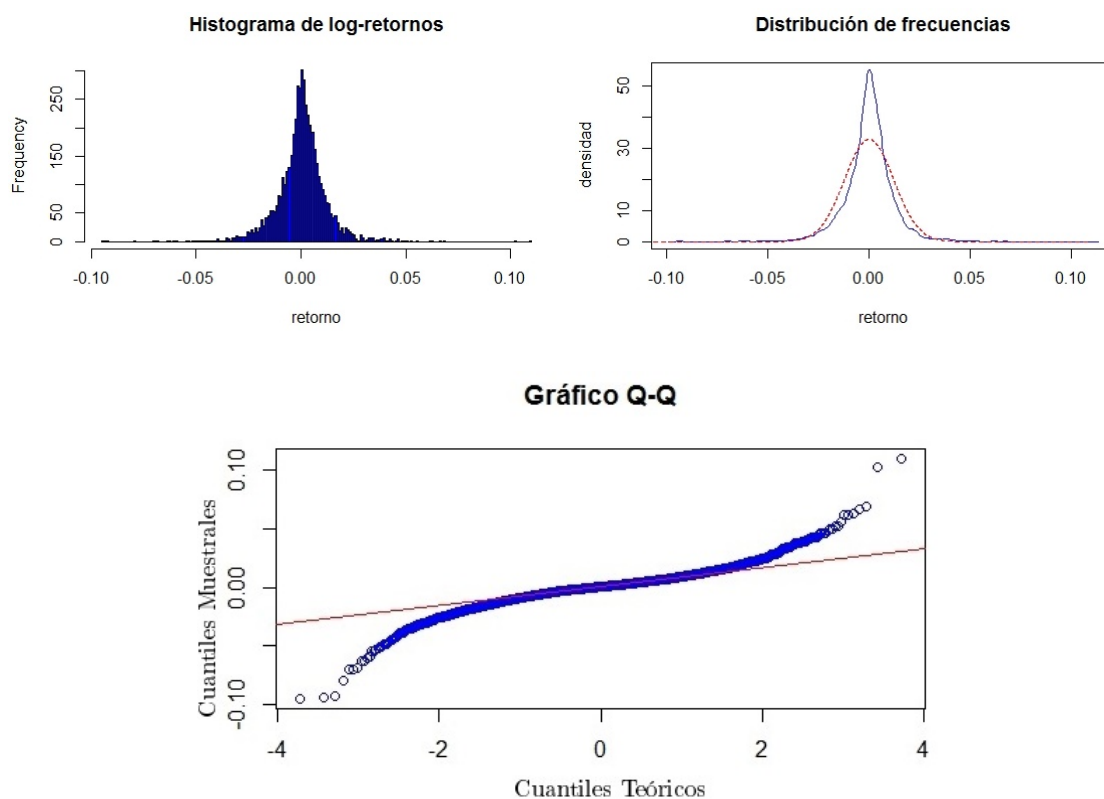 Histograma de log-retornos
Frequency
250
150
50
0
-0.10 -0.05 0.00 0.05 0.10
retorno
Distribución de frecuencias
densidad
50
30
10
0
-0.10 -0.05 0.00 0.05 0.10
retorno
Gráfico Q-Q
Cuantiles Muestrales
0.10
0.00
-0.10
-4 -2 0 2 4
Cuantiles Teóricos